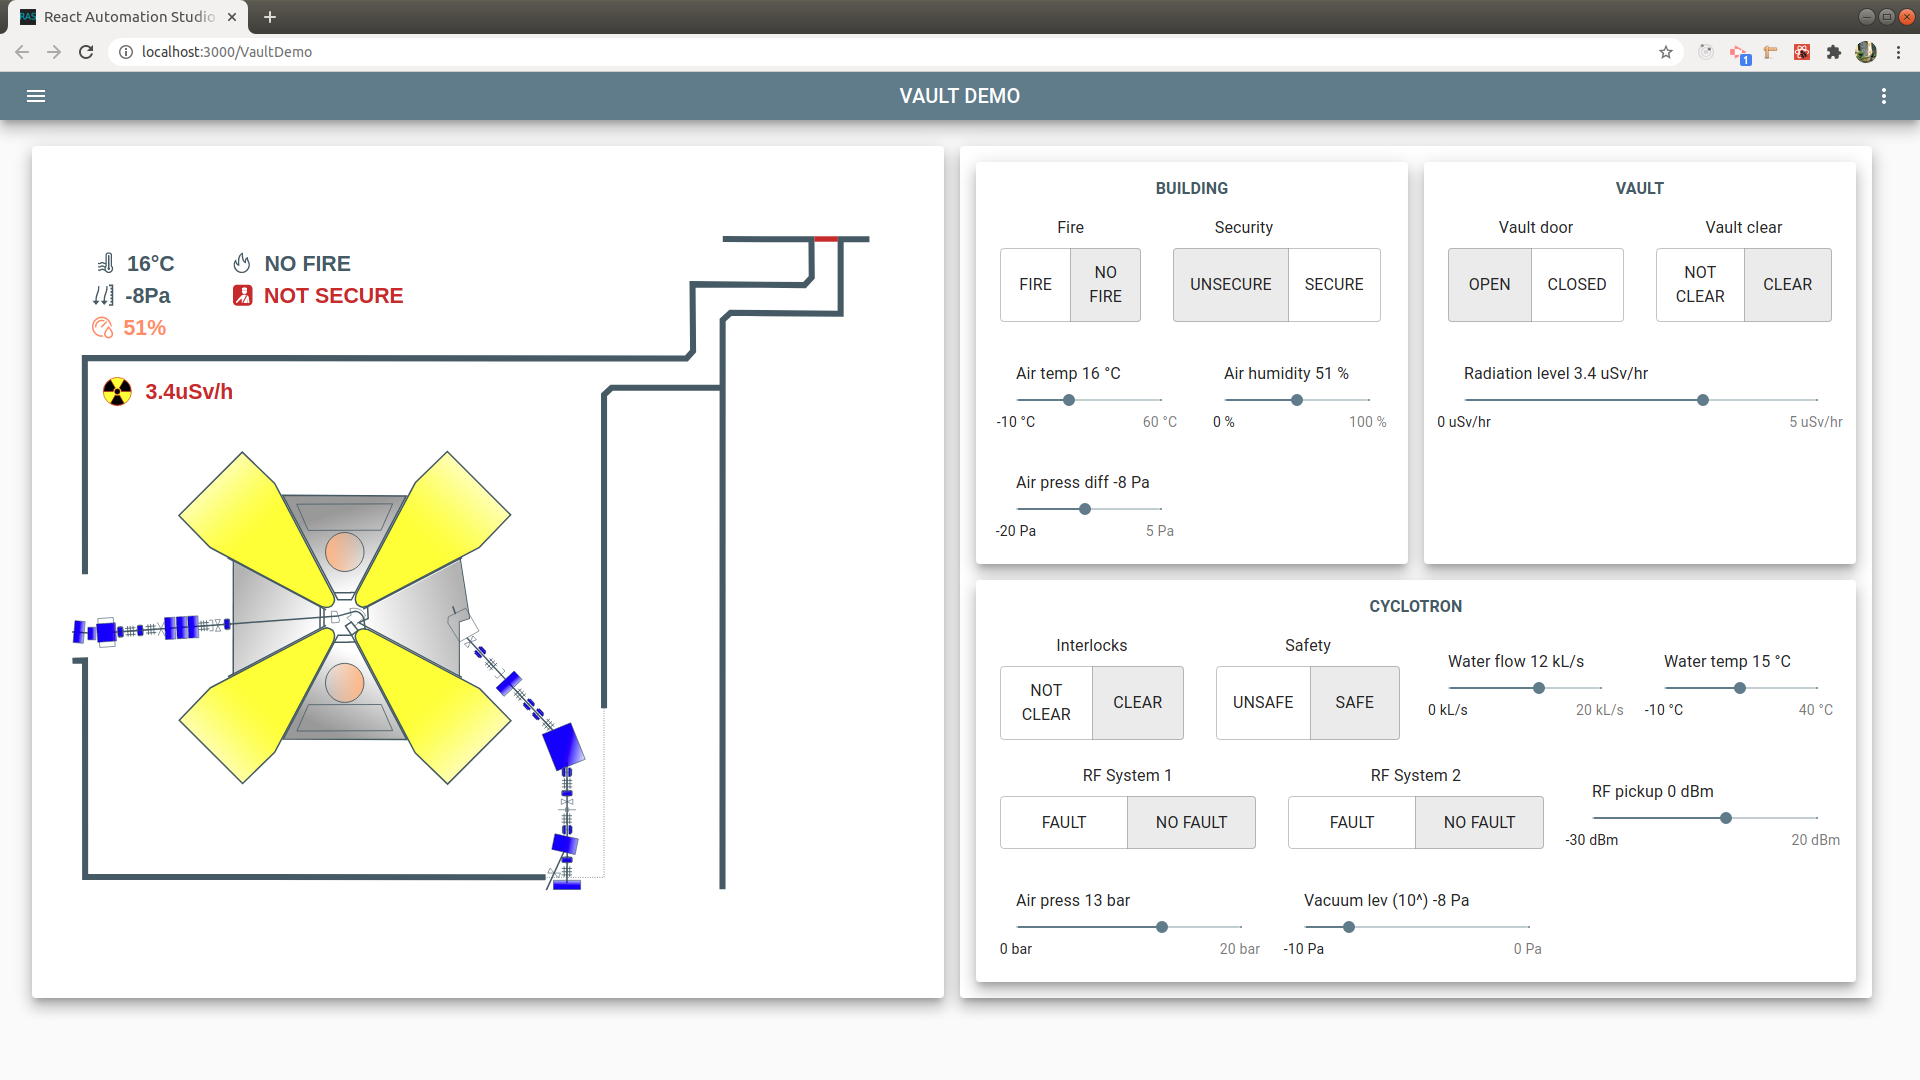 RAS
React Automation Studio
localhost:3000/VaultDemo
1
VAULT DEMO
16°C
NO FIRE
-8Pa
NOT SECURE
51%
3.4uSv/h
BUILDING
Fire
Security
FIRE
NO
FIRE
UNSECURE
SECURE
Air temp 16 °C
Air humidity 51 %
-10 °C
60 °C
0 %
100 %
Air press diff -8 Pa
-20 Pa
5 Pa
VAULT
Vault door
Vault clear
OPEN
CLOSED
NOT
CLEAR
CLEAR
Radiation level 3.4 uSv/hr
0 uSv/hr
5 uSv/hr
CYCLOTRON
Interlocks
Safety
Water flow 12 kL/s
Water temp 15 °C
NOT
CLEAR
CLEAR
UNSAFE
SAFE
0 kL/s
20 kL/s
-10 °C
40 °C
RF System 1
RF System 2
RF pickup 0 dBm
FAULT
NO FAULT
FAULT
NO FAULT
-30 dBm
20 dBm
Air press 13 bar
Vacuum lev (10^) -8 Pa
0 bar
20 bar
-10 Pa
0 Pa